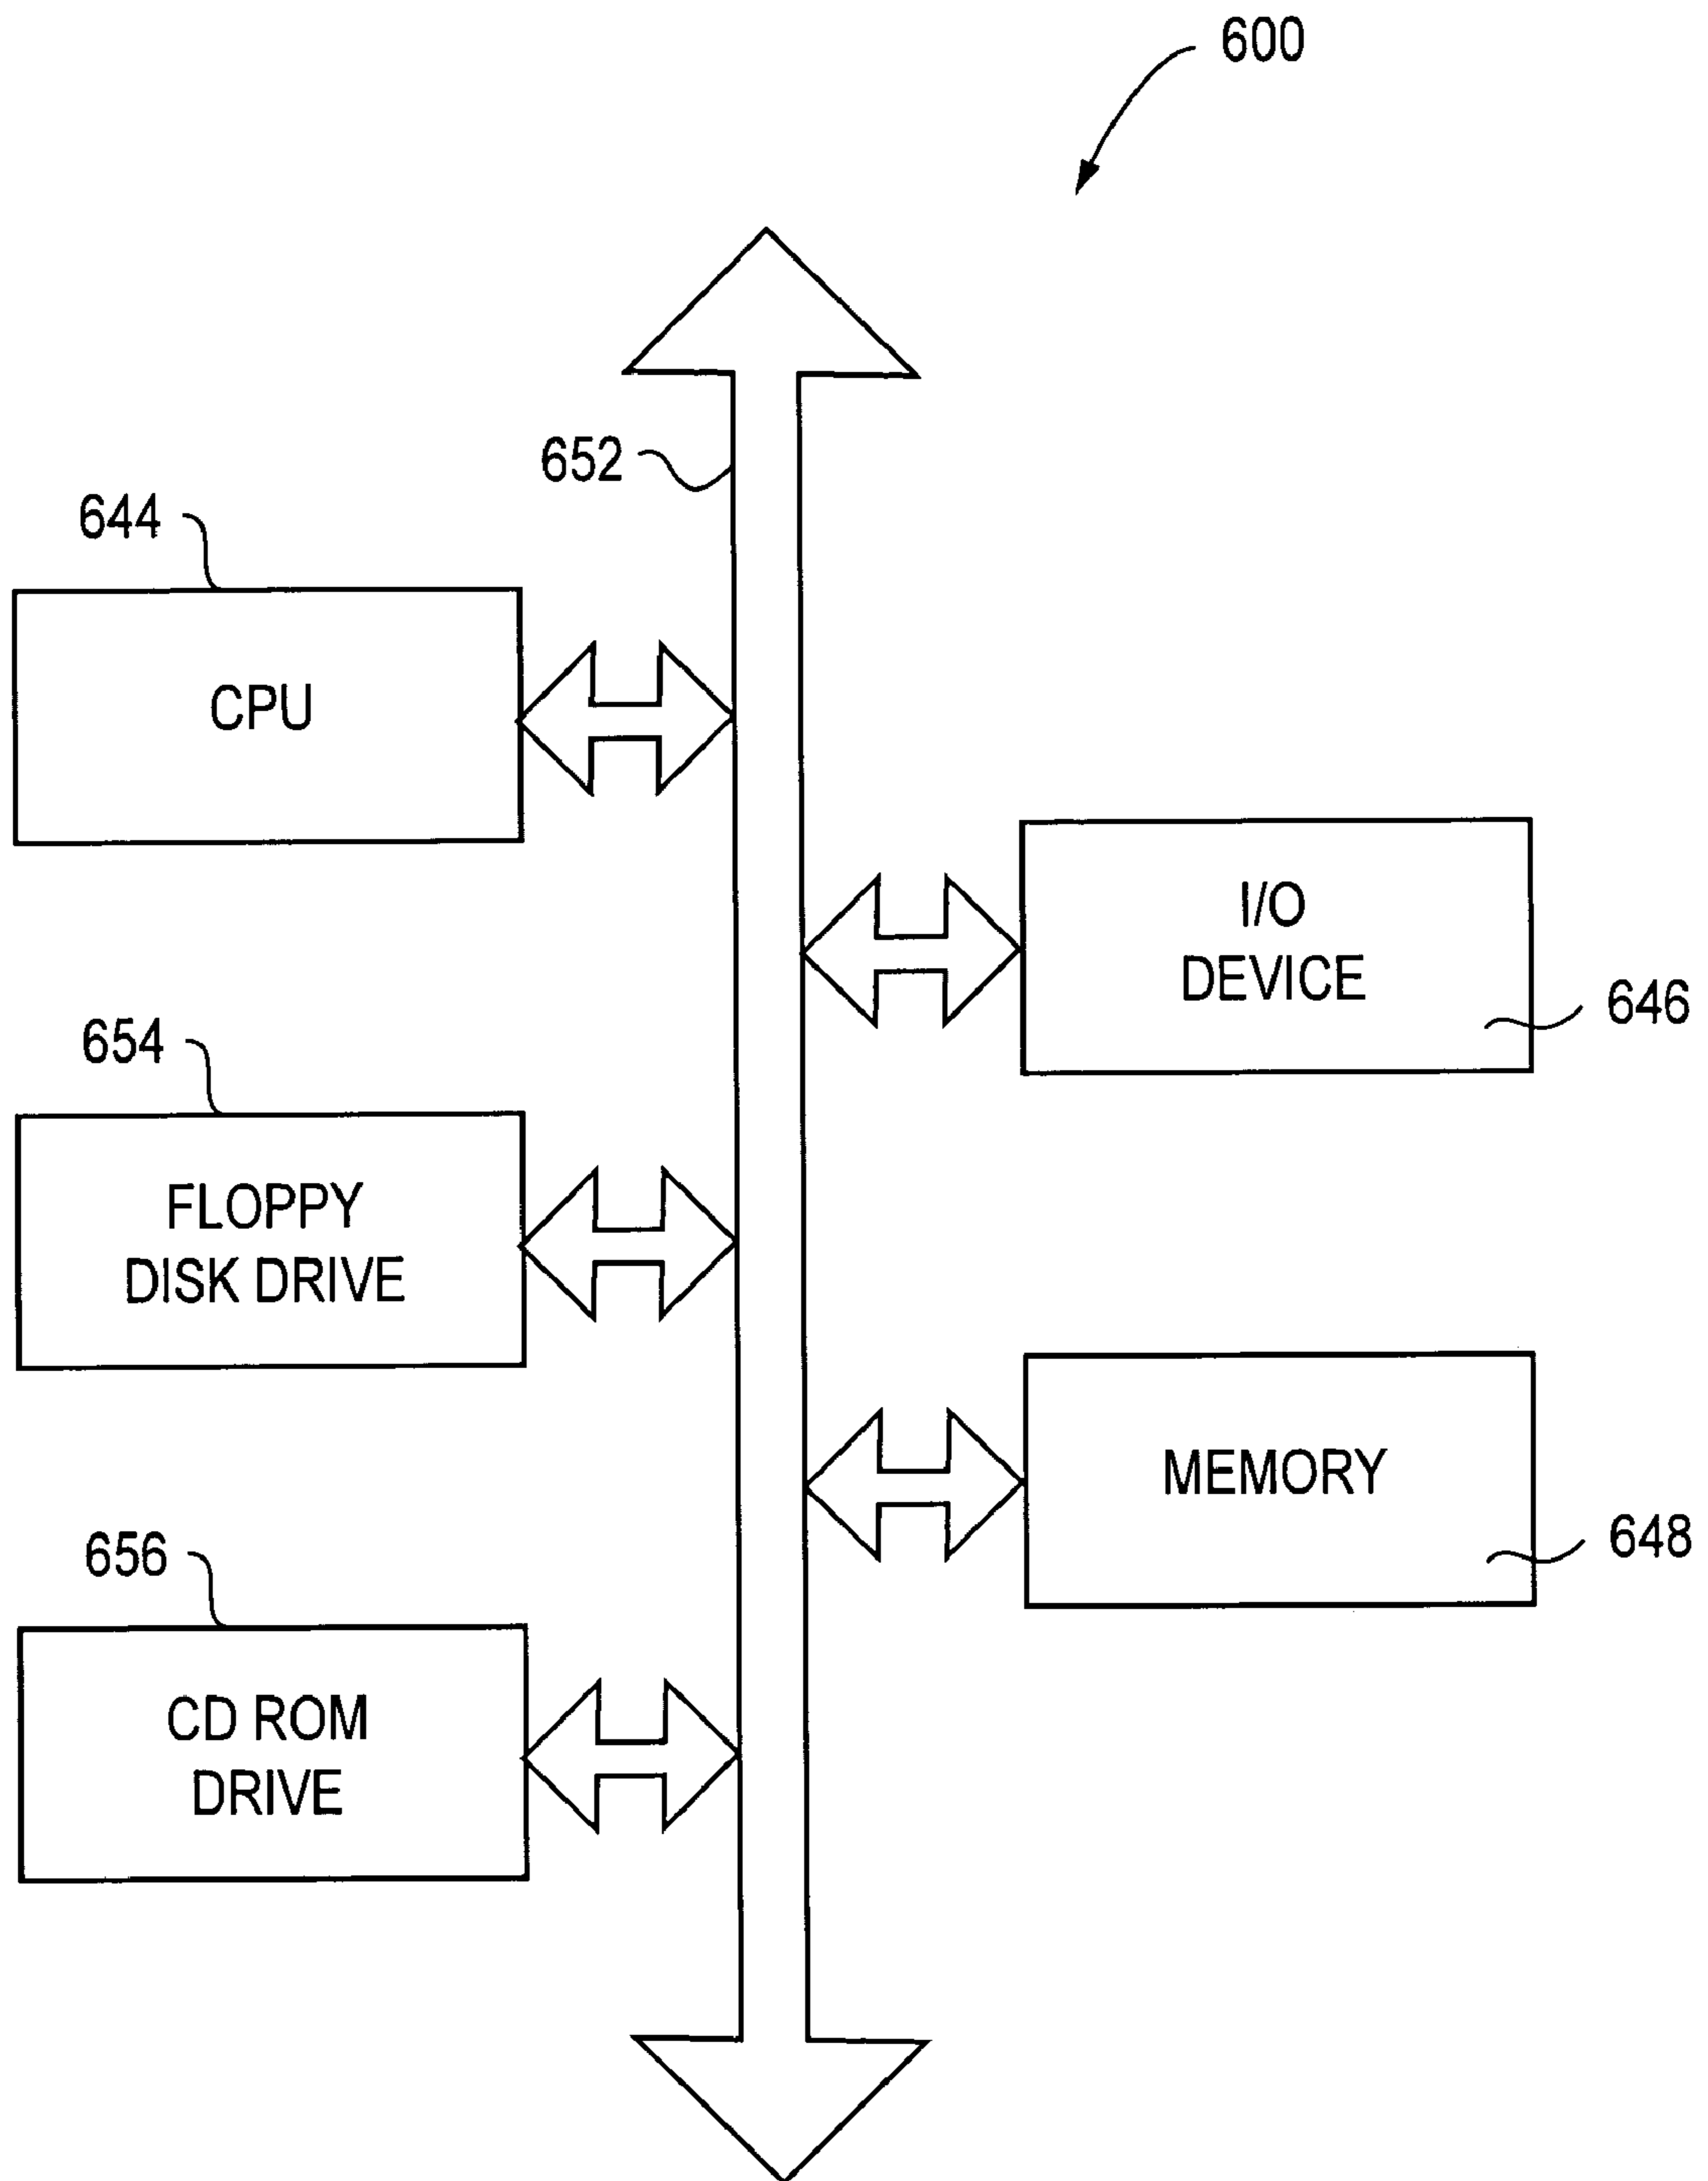 600
652
644
CPU
I/O
DEVICE
646
654
FLOPPY
DISK DRIVE
MEMORY
648
656
CD ROM
DRIVE